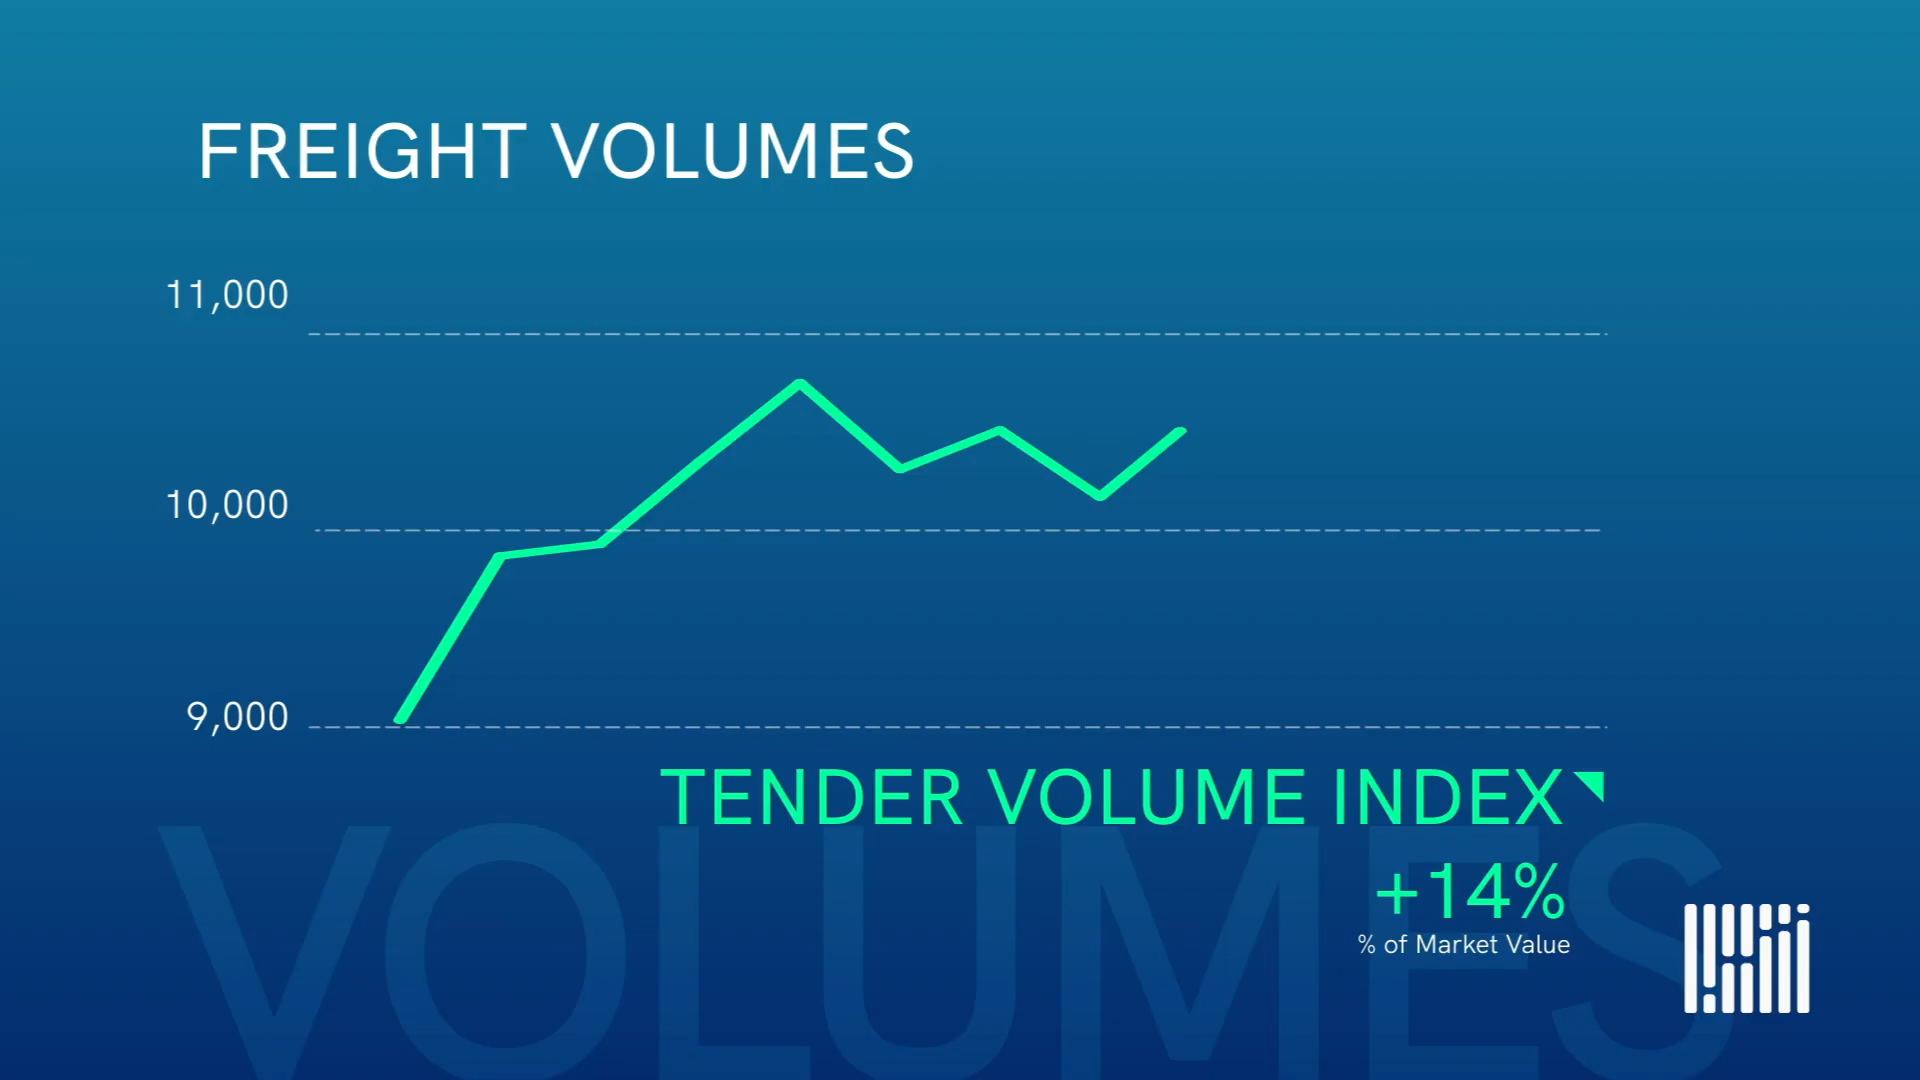 FREIGHT VOLUMES
11,000
10,000
9,000
TENDER VOLUME INDEX
+14%
% of Market Value
VOLUMES